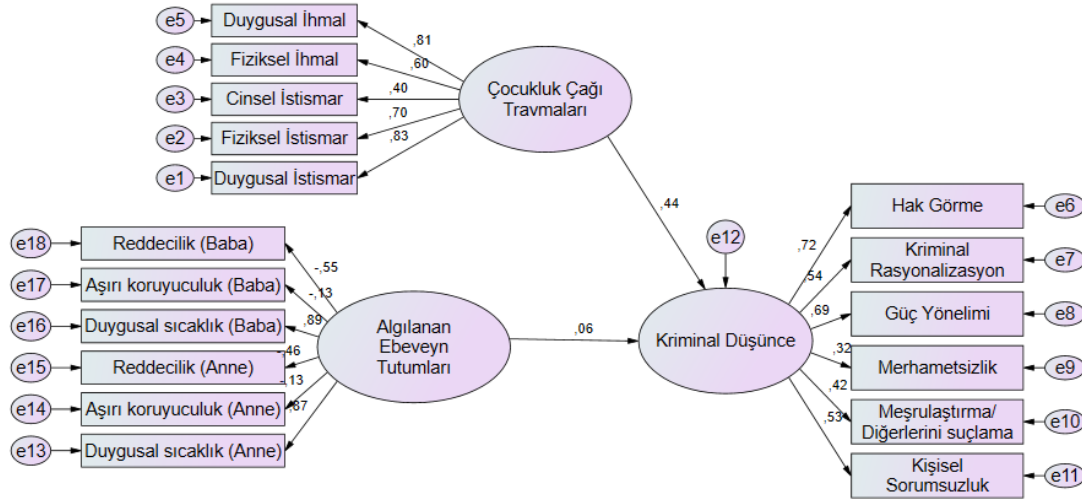 e5
Duygusal İhmal
,81
e4
Fiziksel İhmal
,60
e3
Cinsel İstismar
,40
e2
Fiziksel İstismar
,70
e1
Duygusal İstismar
,83
Çocukluk Çağı
Travmaları
,44
e18
Reddecilik (Baba)
-,55
e17
Aşırı koruyuculuk (Baba)
-,13
e16
Duygusal sıcaklık (Baba)
,89
e15
Reddecilik (Anne)
-,46
e14
Aşırı koruyuculuk (Anne)
-,13
e13
Duygusal sıcaklık (Anne)
,87
Algılanan
Ebeveyn
Tutumları
,06
e12
Kriminal Düşünce
,72
Hak Görme
e6
,54
Kriminal
Rasyonalizasyon
e7
,69
Güç Yönelimi
e8
,32
Merhametsizlik
e9
,42
Meşrulaştırma/
Diğerlerini suçlama
e10
,53
Kişisel
Sorumsuzluk
e11